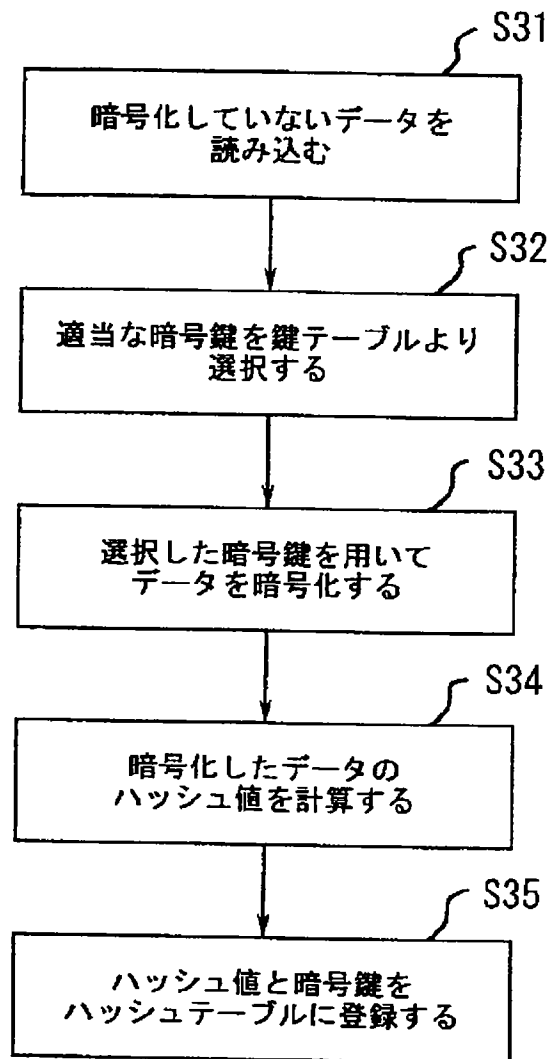 S31
暗号化していないデータを
読み込む
S32
適当な暗号鍵を鍵テーブルより
選択する
S33
選択した暗号鍵を用いて
データを暗号化する
S34
暗号化したデータの
ハッシュ値を計算する
S35
ハッシュ値と暗号鍵を
ハッシュテーブルに登録する